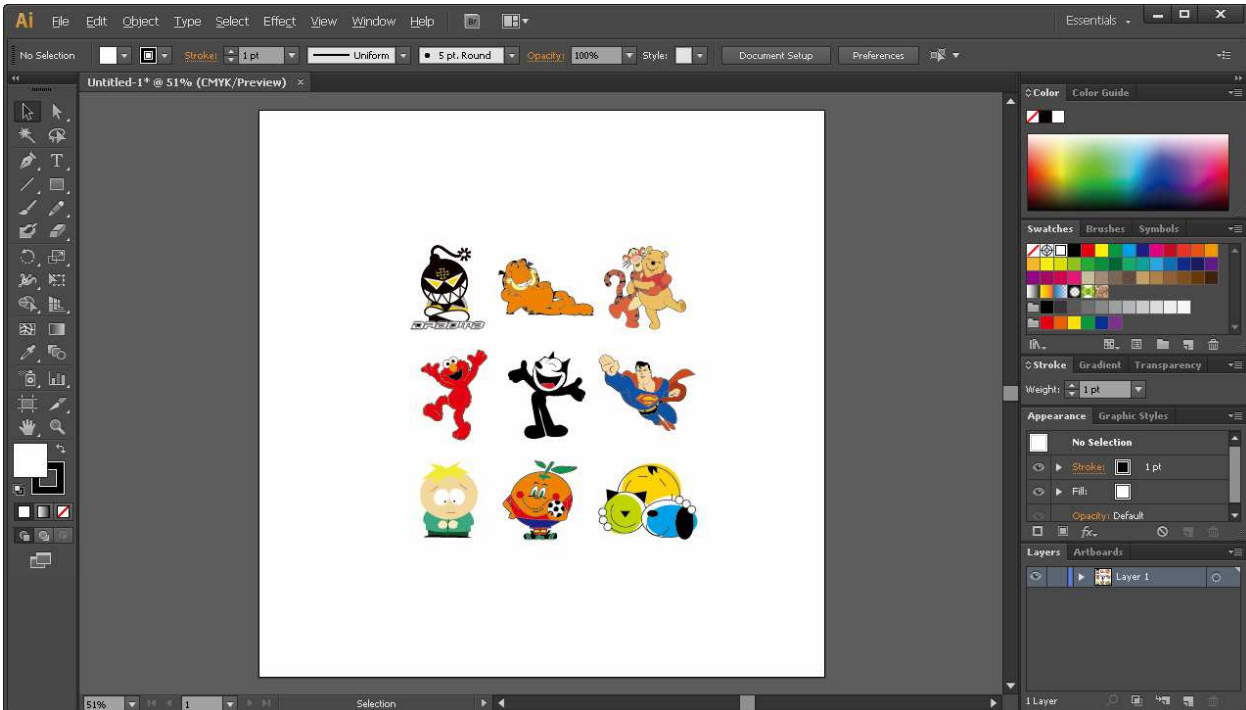 Ai File Edit Object Type Select Effect View Window Help Br Essentials
No Selection Stroke: 1 pt Uniform 5 pt. Round Opacity: 100% Style: Document Setup Preferences
Untitled-1* @ 51% (CMYK/Preview) ×
Color Color Guide
Swatches Brushes Symbols
Stroke Gradient Transparency
Weight: 1 pt
Appearance Graphic Styles
No Selection
Stroke: 1 pt
Fill:
Opacity: Default
fx
Layers Artboards
Layer 1
51% 1 Selection
1 Layer